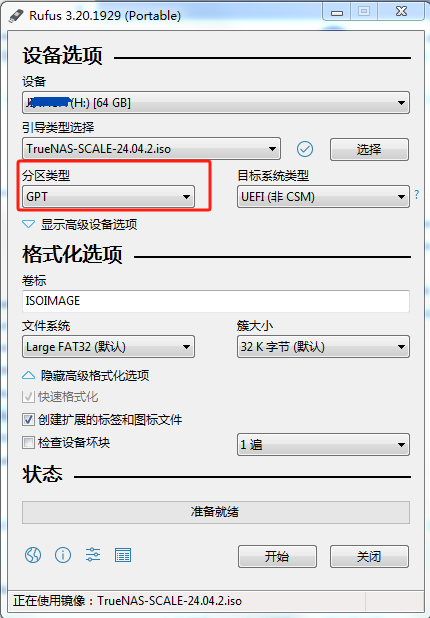 Rufus 3.20.1929 (Portable)
设备选项
设备
(H:) [64 GB]
引导类型选择
TrueNAS-SCALE-24.04.2.iso
选择
分区类型
目标系统类型
GPT
UEFI (非 CSM)
?
显示高级设备选项
格式化选项
卷标
ISOIMAGE
文件系统
簇大小
Large FAT32 (默认)
32 K 字节 (默认)
隐藏高级格式化选项
快速格式化
创建扩展的标签和图标文件
检查设备坏块
1 遍
状态
准备就绪
开始
关闭
正在使用镜像：TrueNAS-SCALE-24.04.2.iso